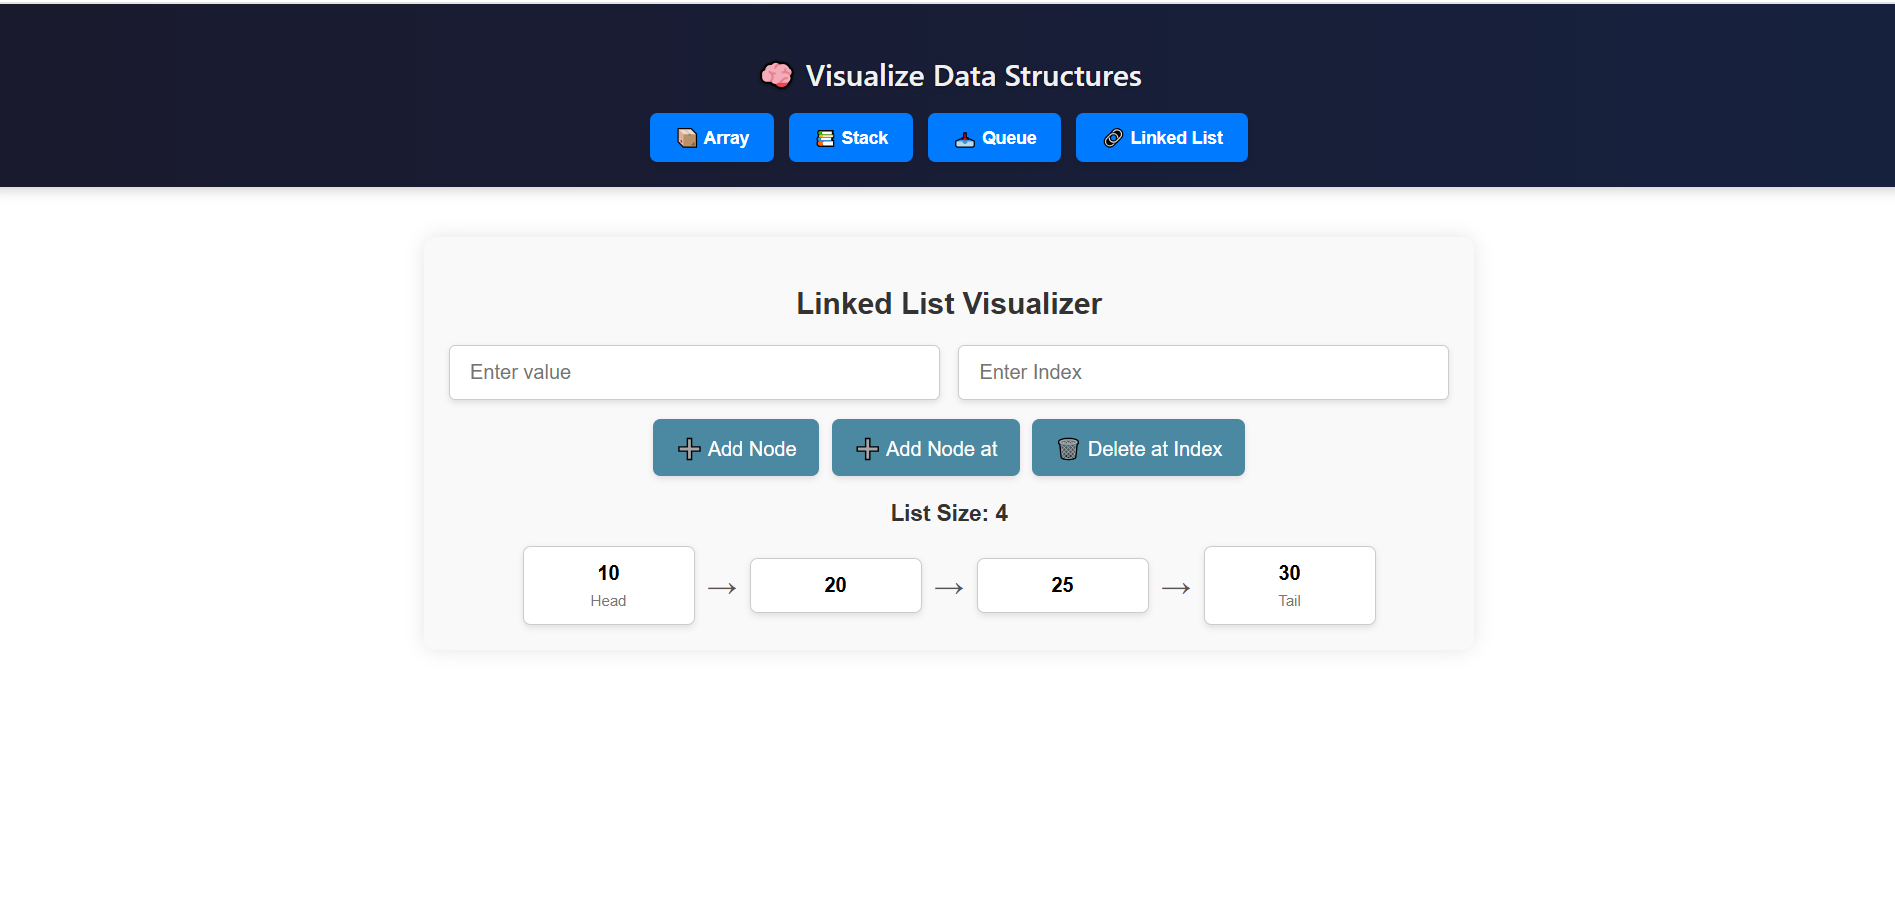 🧠 Visualize Data Structures
📦 Array 📚 Stack 📥 Queue 🔗 Linked List
Linked List Visualizer
Enter value Enter Index
➕ Add Node ➕ Add Node at 🗑️ Delete at Index
List Size: 4
10 → 20 → 25 → 30
Head Tail